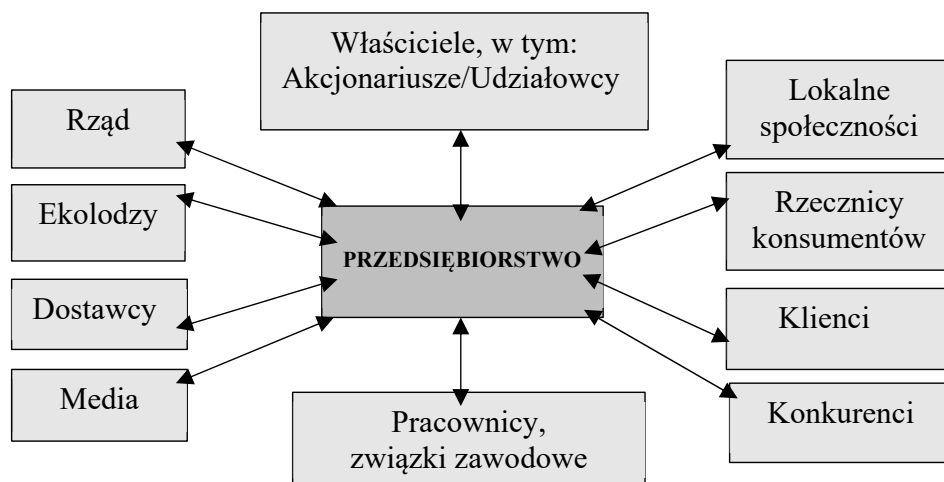 Właściciele, w tym:
Akcjonariusze/Udziałowcy
Rząd
Ekolodzy
Dostawcy
Media
PRZEDSIĘBIORSTWO
Lokalne
społeczności
Rzecznicy
konsumentów
Klienci
Konkurenci
Pracownicy,
związki zawodowe